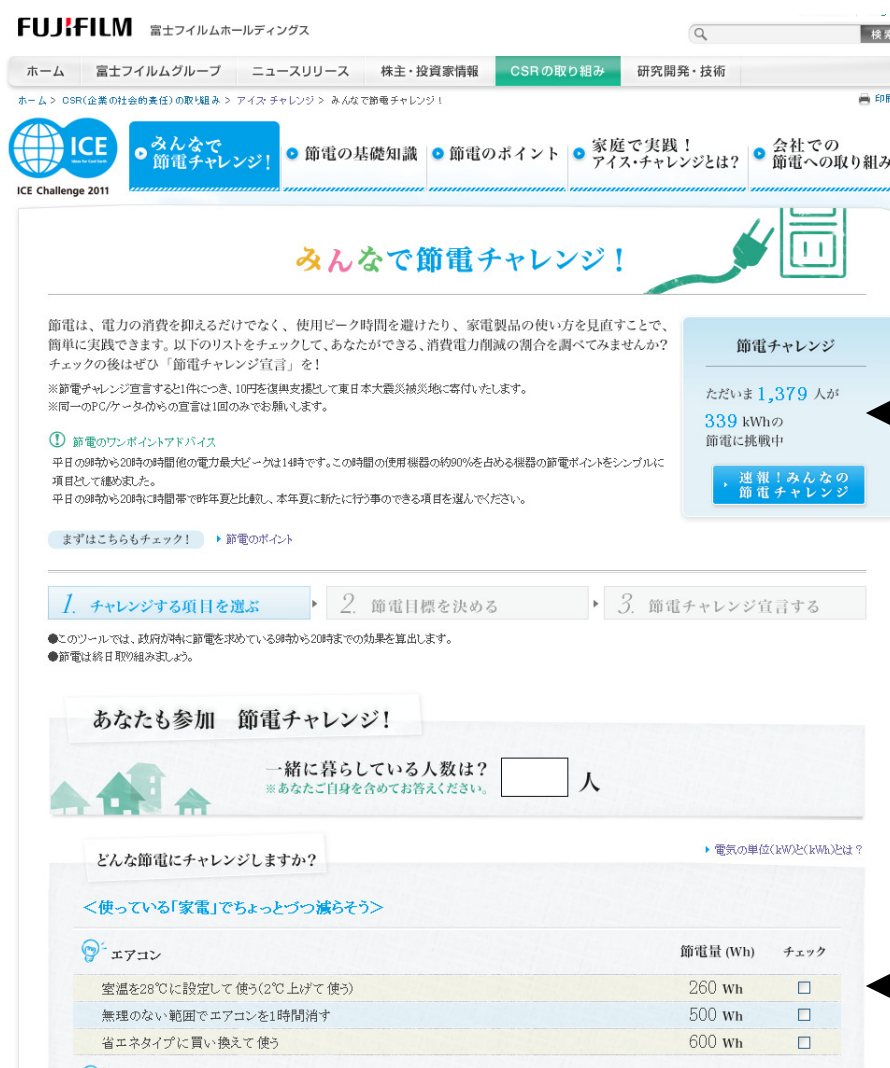 FUJIFILM 富士フイルムホールディングス
検索
ホーム 富士フイルムグループ ニュースリリース 株主・投資家情報 CSRの取り組み 研究開発・技術
ホーム > CSR(企業の社会的責任)の取り組み > アイス・チャレンジ > みんなで節電チャレンジ!
印刷
ICE
ICE Challenge 2011
みんなで
節電チャレンジ!
節電の基礎知識
節電のポイント
家庭で実践!
アイス・チャレンジとは?
会社での
節電への取り組み
みんなで節電チャレンジ!
節電は、電力の消費を抑えるだけでなく、使用ピーク時間を避けたり、家電製品の使い方を見直すことで、
簡単に実践できます。以下のリストをチェックして、あなたができる、消費電力削減の割合を調べてみませんか?
チェックの後はぜひ「節電チャレンジ宣言」を!
※節電チャレンジ宣言すると1件につき、10円を復興支援として東日本大震災被災地に寄付いたします。
※同一のPC/ケータイからの宣言は1回のみでお願いします。
節電チャレンジ
ただいま 1,379 人が
339 kWhの
節電に挑戦中
速報!みんなの
節電チャレンジ
節電のワンポイントアドバイス
平日の9時から20時の時間他の電力最大ピークは14時です。この時間の使用機器の約90%を占める機器の節電ポイントをシンプルに
項目として纏めました。
平日の9時から20時に時間帯で昨年夏と比較し、本年夏に新たに行う事のできる項目を選んでください。
まずはこちらもチェック! 節電のポイント
1. チャレンジする項目を選ぶ 2. 節電目標を決める 3. 節電チャレンジ宣言する
●このツールでは、政府が特に節電を求めている9時から20時までの効果を算出します。
●節電は終日取り組みましょう。
あなたも参加 節電チャレンジ!
一緒に暮らしている人数は? 人
※あなたご自身を含めてお答えください。
どんな節電にチャレンジしますか?
電気の単位(kW)と(kWh)とは?
<使っている「家電」でちょっとづつ減らそう>
エアコン 節電量 (Wh) チェック
室温を28℃に設定して使う(2℃上げて使う) 260 Wh
無理のない範囲でエアコンを1時間消す 500 Wh
省エネタイプに買い換えて使う 600 Wh